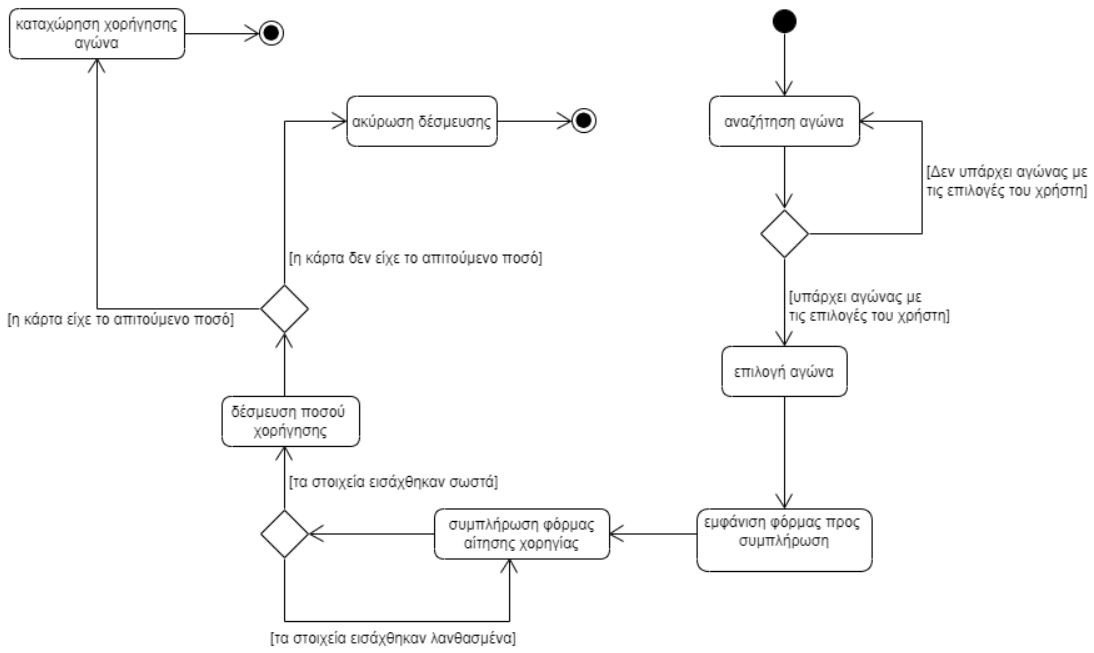 καταχώρηση χορήγησης
αγώνα
ακύρωση δέσμευσης
αναζήτηση αγώνα
[Δεν υπάρχει αγώνας με
τις επιλογές του χρήστη]
[η κάρτα δεν είχε το απιτούμενο ποσό]
[η κάρτα είχε το απιτούμενο ποσό]
[υπάρχει αγώνας με
τις επιλογές του χρήστη]
επιλογή αγώνα
δέσμευση ποσού
χορήγησης
[τα στοιχεία εισάχθηκαν σωστά]
συμπλήρωση φόρμας
αίτησης χορηγίας
εμφάνιση φόρμας προς
συμπλήρωση
[τα στοιχεία εισάχθηκαν λανθασμένα]